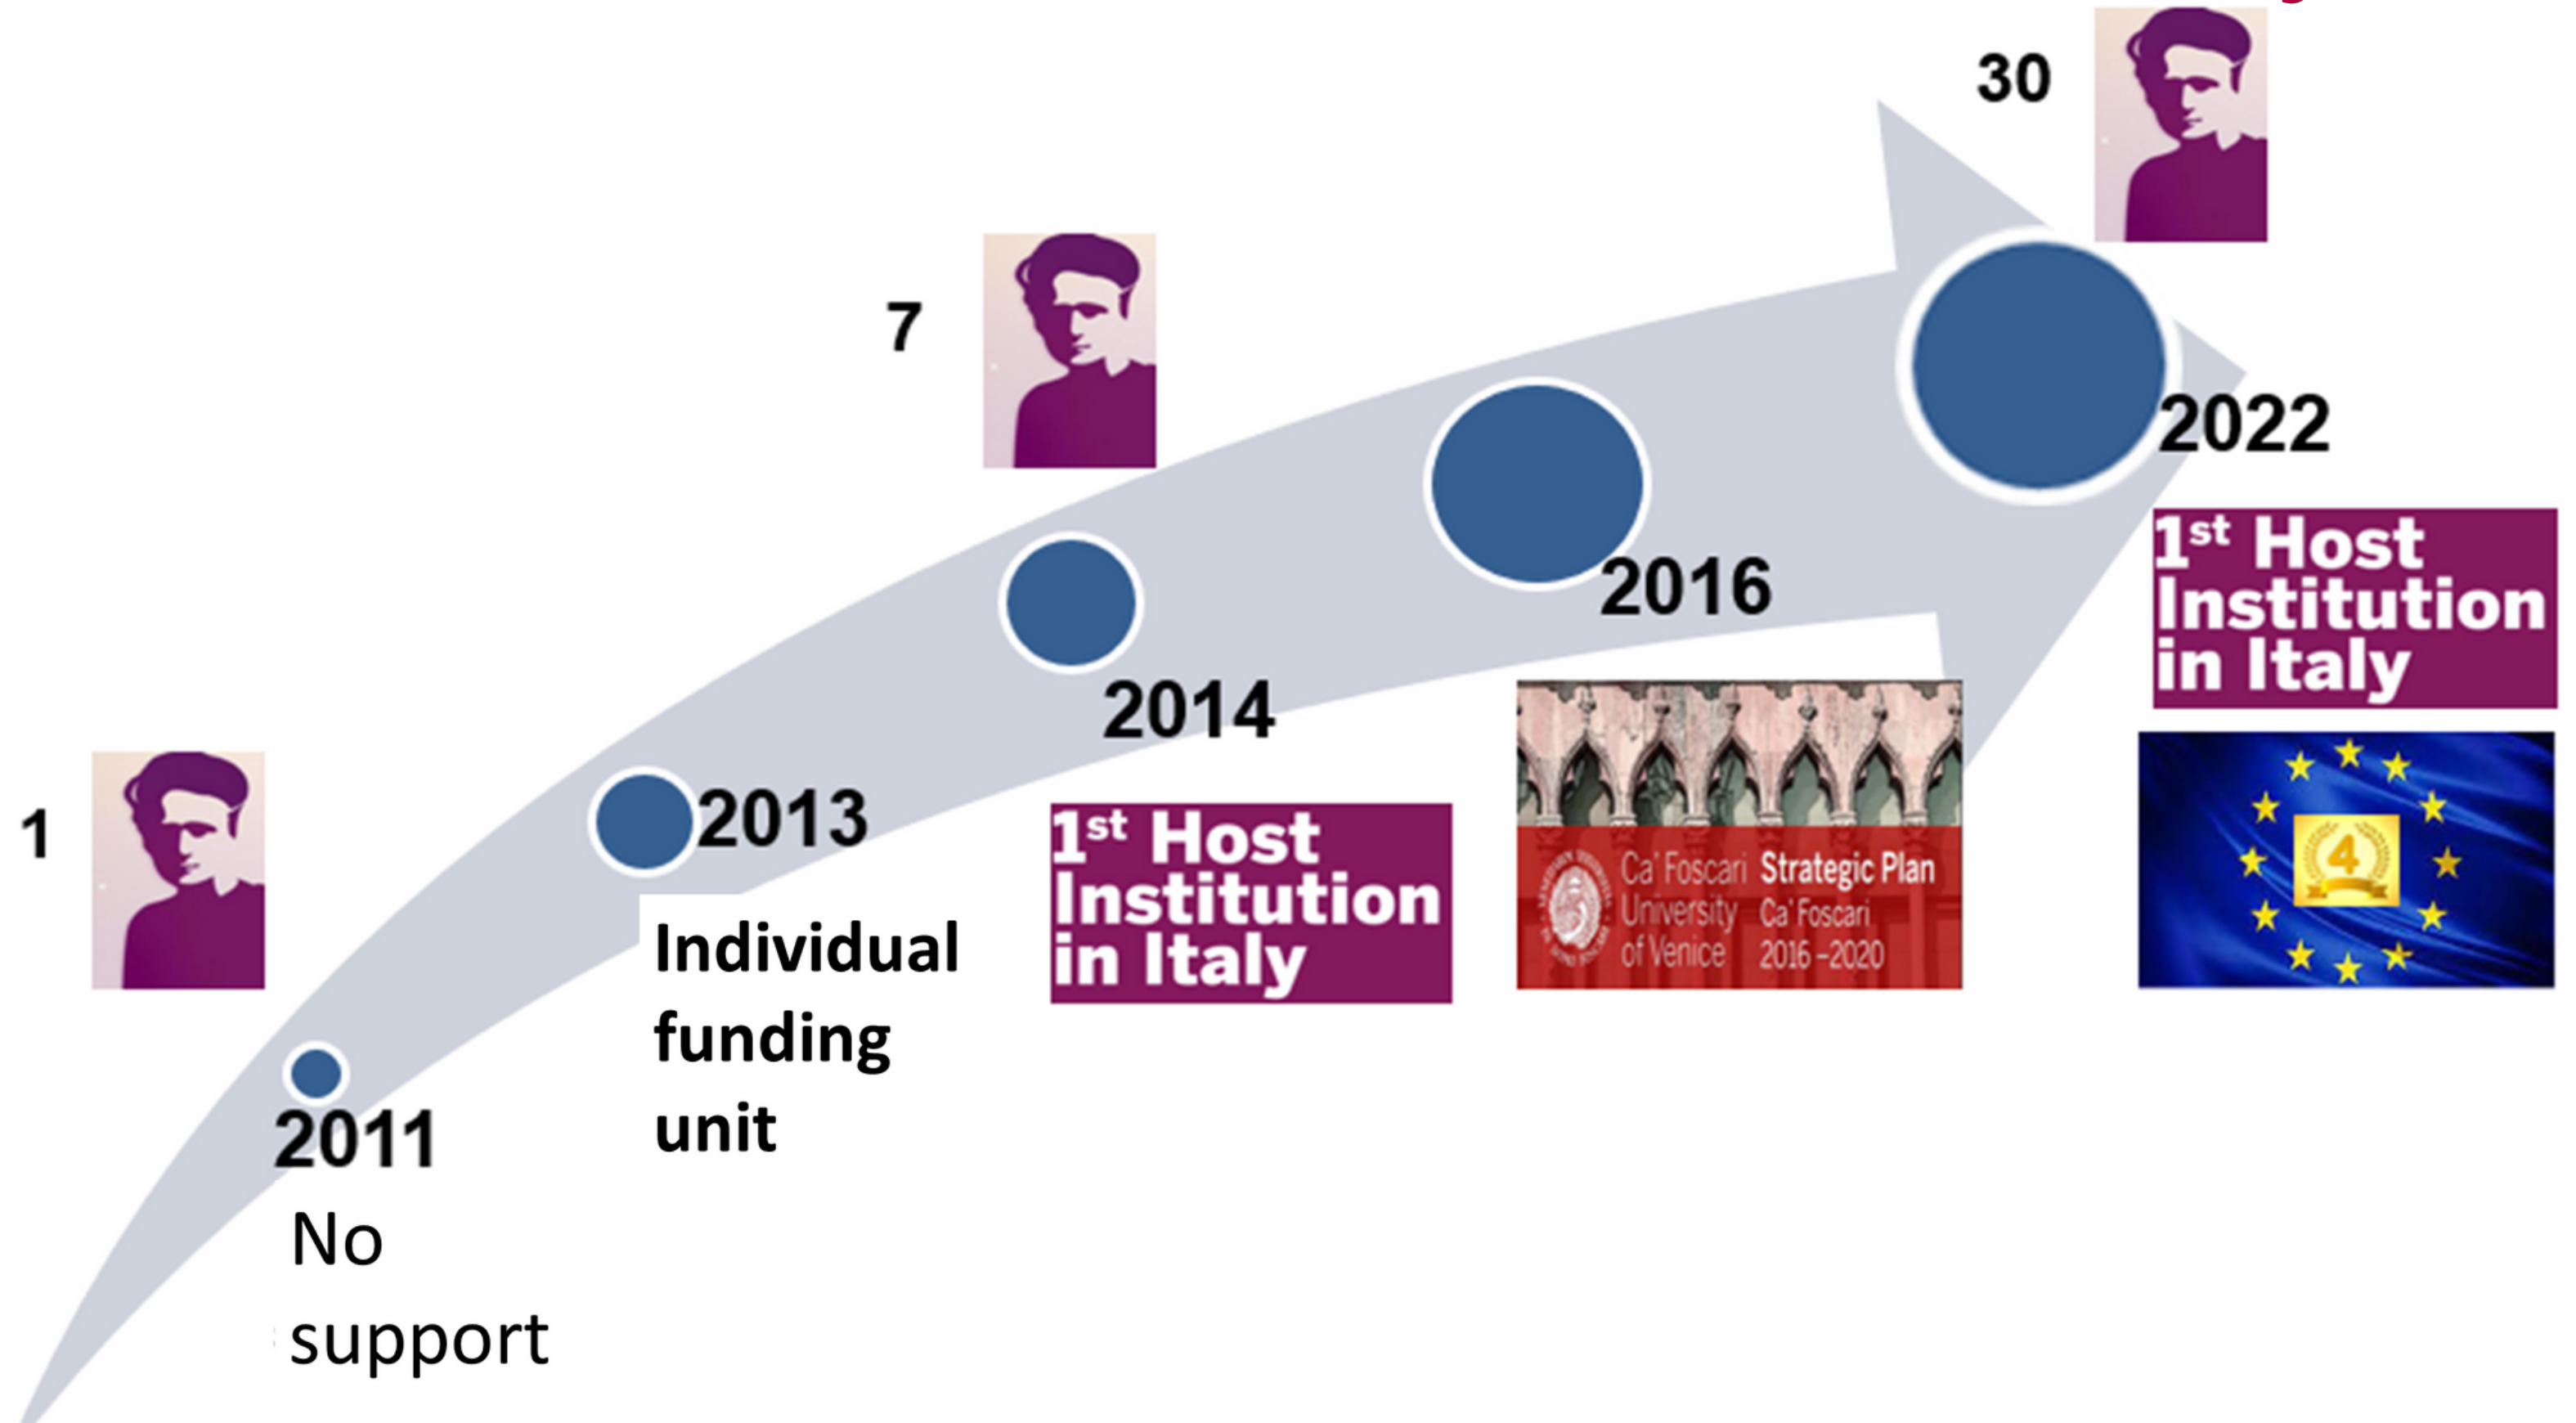 30
7
2022
1st Host
Institution
in Italy
2016
2014
1
2013
1st Host
Institution
in Italy
Ca' Foscari
University
of Venice
Strategic Plan
Ca' Foscari
2016 –2020
4
Individual
funding
unit
2011
No
support